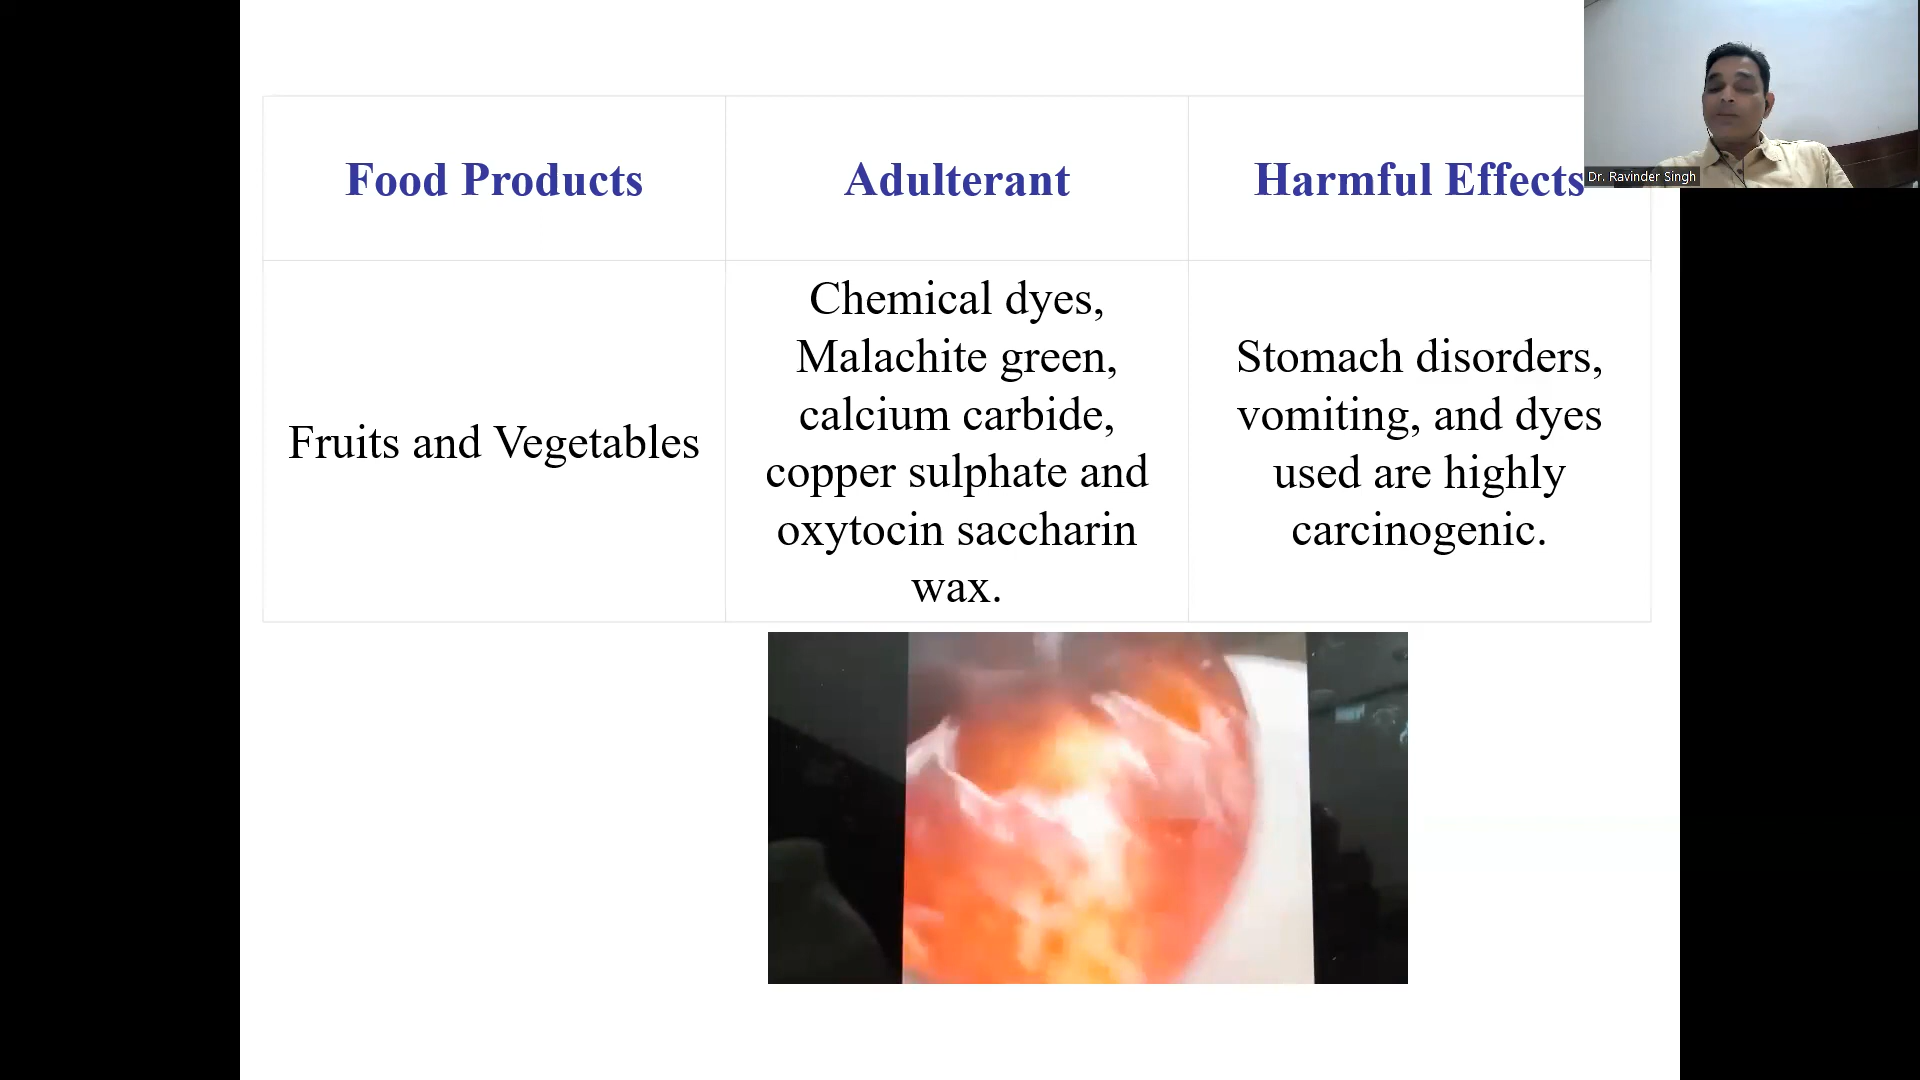 Food Products
Adulterant
Harmful Effects
Fruits and Vegetables
Chemical dyes,
Malachite green,
calcium carbide,
copper sulphate and
oxytocin saccharin
wax.
Stomach disorders,
vomiting, and dyes
used are highly
carcinogenic.
Dr. Ravinder Singh